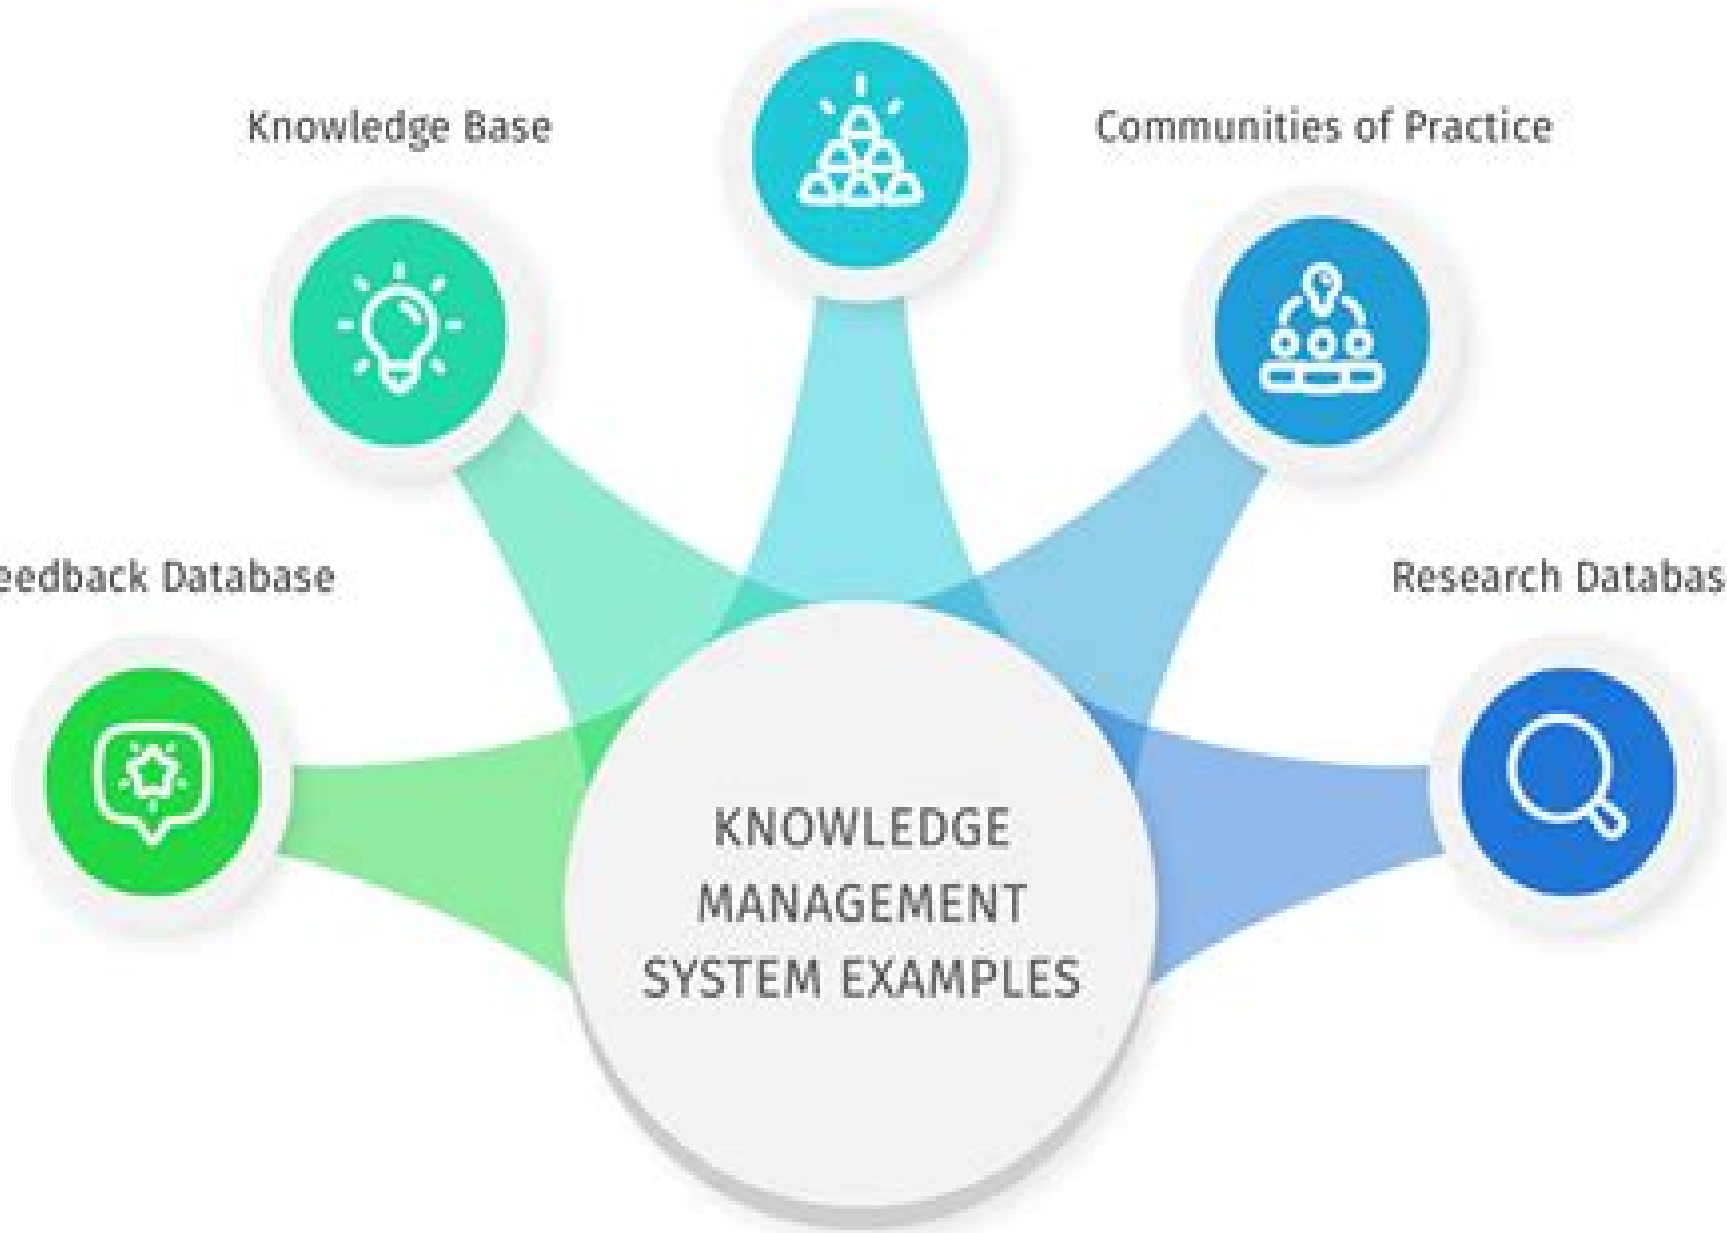 Knowledge Base
Communities of Practice
eedback Database
Research Databas
KNOWLEDGE
MANAGEMENT
SYSTEM EXAMPLES